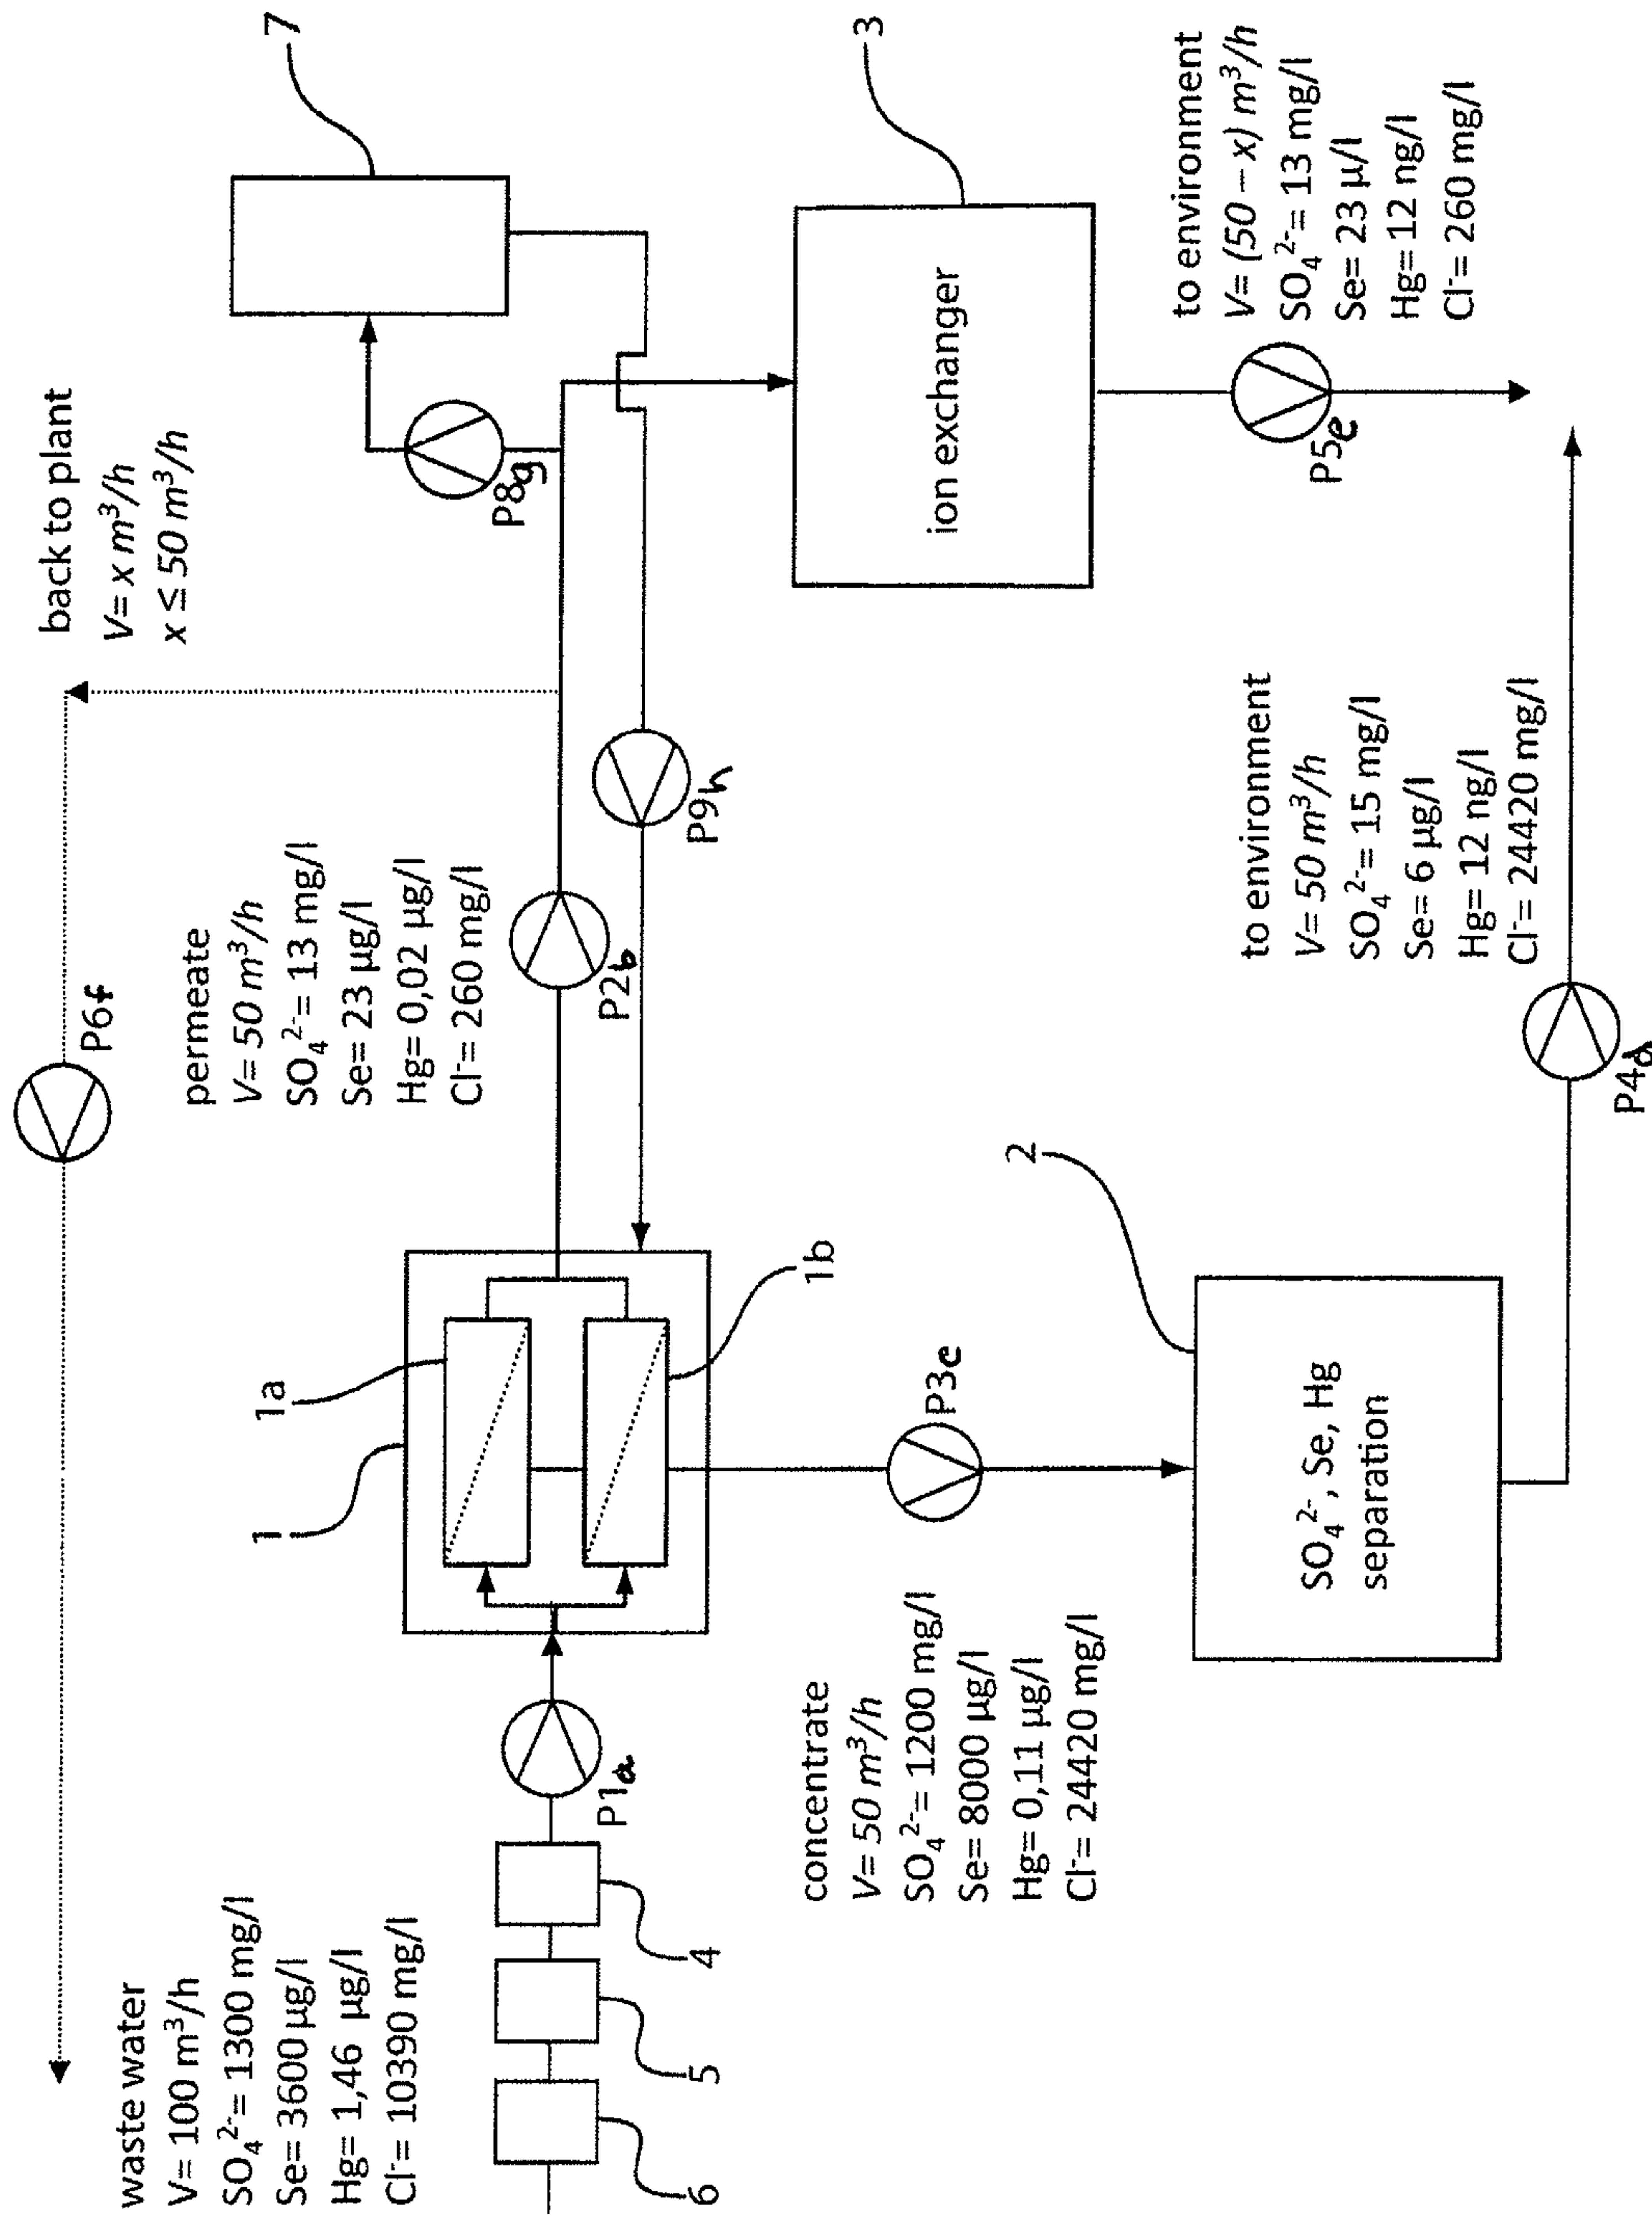 waste water
V= 100 m³/h
SO₄²⁻= 1300 mg/l
Se= 3600 µg/l
Hg= 1,46 µg/l
Cl⁻= 10390 mg/l
P6f
back to plant
V= x m³/h
x ≤ 50 m³/h
permeate
V= 50 m³/h
SO₄²⁻= 13 mg/l
Se= 23 µg/l
Hg= 0,02 µg/l
Cl⁻= 260 mg/l
7
6
5
4
P1a
1
1a
1b
P2b
P9h
P8g
concentrate
V= 50 m³/h
SO₄²⁻= 1200 mg/l
Se= 8000 µg/l
Hg= 0,11 µg/l
Cl⁻= 24420 mg/l
P3c
ion exchanger
3
2
SO₄²⁻, Se, Hg
separation
to environment
V= 50 m³/h
SO₄²⁻= 15 mg/l
Se= 6 µg/l
Hg= 12 ng/l
Cl⁻= 24420 mg/l
P4d
P5e
to environment
V= (50 – x) m³/h
SO₄²⁻= 13 mg/l
Se= 23 µ/l
Hg= 12 ng/l
Cl⁻= 260 mg/l